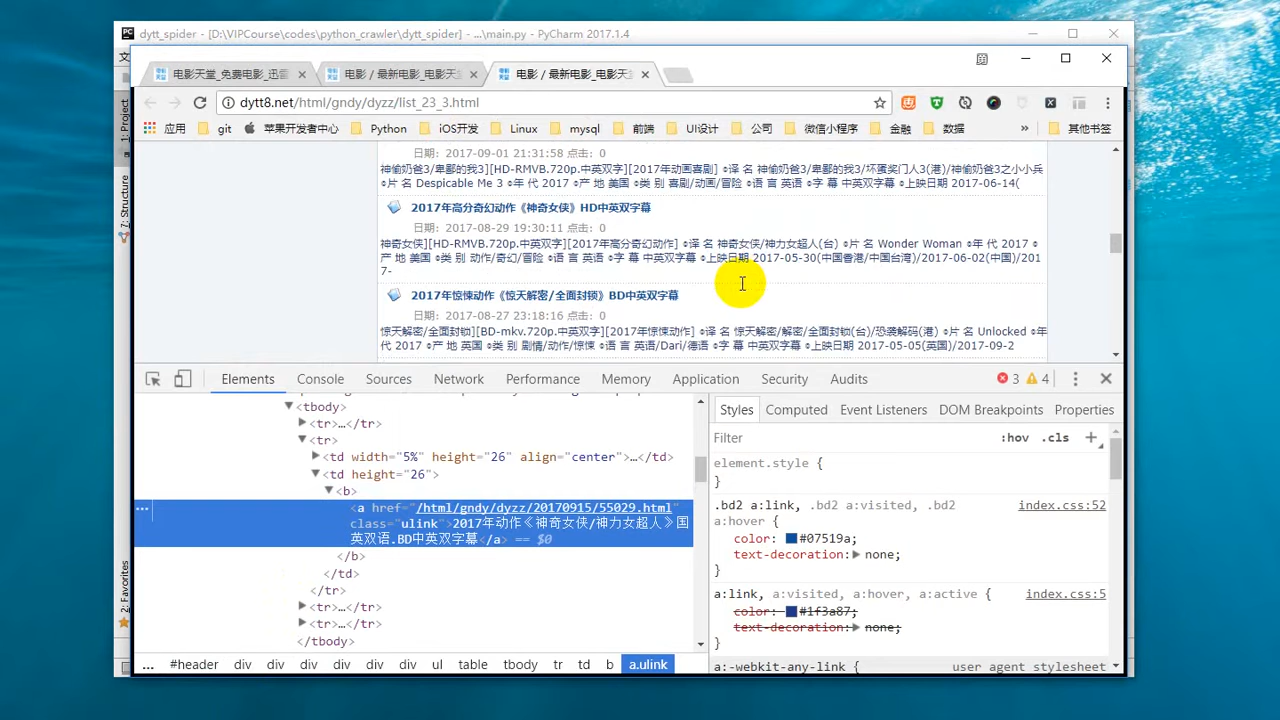 dytt_spider - [D:\VIPCourse\codes\python_crawler\dytt_spider] - ...\main.py - PyCharm 2017.1.4
电影天堂_免费电影_迅雷
电影 / 最新电影_电影天
电影 / 最新电影_电影天
dytt8.net/html/gndy/dyzz/list_23_3.html
应用 git 苹果开发者中心 Python iOS开发 Linux mysql 前端 UI设计 公司 微信小程序 金融 数据 » 其他书签
1: Project
7: Structure
2: Favorites
日期：2017-09-01 21:31:58 点击：0
神偷奶爸3/卑鄙的我3][HD-RMVB.720p.中英双字][2017年动画喜剧] ◎译 名 神偷奶爸3/卑鄙的我3/坏蛋奖门人3(港)/神偷奶爸3之小小兵
◎片 名 Despicable Me 3 ◎年 代 2017 ◎产 地 美国 ◎类 别 喜剧/动画/冒险 ◎语 言 英语 ◎字 幕 中英双字幕 ◎上映日期 2017-06-14(
2017年高分奇幻动作《神奇女侠》HD中英双字幕
日期：2017-08-29 19:30:11 点击：0
神奇女侠][HD-RMVB.720p.中英双字][2017年高分奇幻动作] ◎译 名 神奇女侠/神力女超人(台) ◎片 名 Wonder Woman ◎年 代 2017 ◎
产 地 美国 ◎类 别 动作/奇幻/冒险 ◎语 言 英语 ◎字 幕 中英双字幕 ◎上映日期 2017-05-30(中国香港/中国台湾)/2017-06-02(中国)/201
7-
2017年惊悚动作《惊天解密/全面封锁》BD中英双字幕
日期：2017-08-27 23:18:16 点击：0
惊天解密/全面封锁][BD-mkv.720p.中英双字][2017年惊悚动作] ◎译 名 惊天解密/解密/全面封锁(台)/恐袭解码(港) ◎片 名 Unlocked ◎年
代 2017 ◎产 地 英国 ◎类 别 剧情/动作/惊悚 ◎语 言 英语/Dari/德语 ◎字 幕 中英双字幕 ◎上映日期 2017-05-05(英国)/2017-09-2
Elements Console Sources Network Performance Memory Application Security Audits 3 4
<tbody>
<tr>…</tr>
<tr>
<td width="5%" height="26" align="center">…</td>
<td height="26">
<b>
<a href="/html/gndy/dyzz/20170915/55029.html"
class="ulink">2017年动作《神奇女侠/神力女超人》国
英双语.BD中英双字幕</a> == $0
</b>
</td>
</tr>
<tr>…</tr>
<tr>…</tr>
</tbody>
... #header div div div div div ul table tbody tr td b a.ulink
Styles Computed Event Listeners DOM Breakpoints Properties
Filter :hov .cls +
element.style {
}
.bd2 a:link, .bd2 a:visited, .bd2 index.css:52
a:hover {
color: #07519a;
text-decoration: none;
}
a:link, a:visited, a:hover, a:active { index.css:5
color: #1f3a87;
text-decoration: none;
}
a:-webkit-any-link { user agent stylesheet